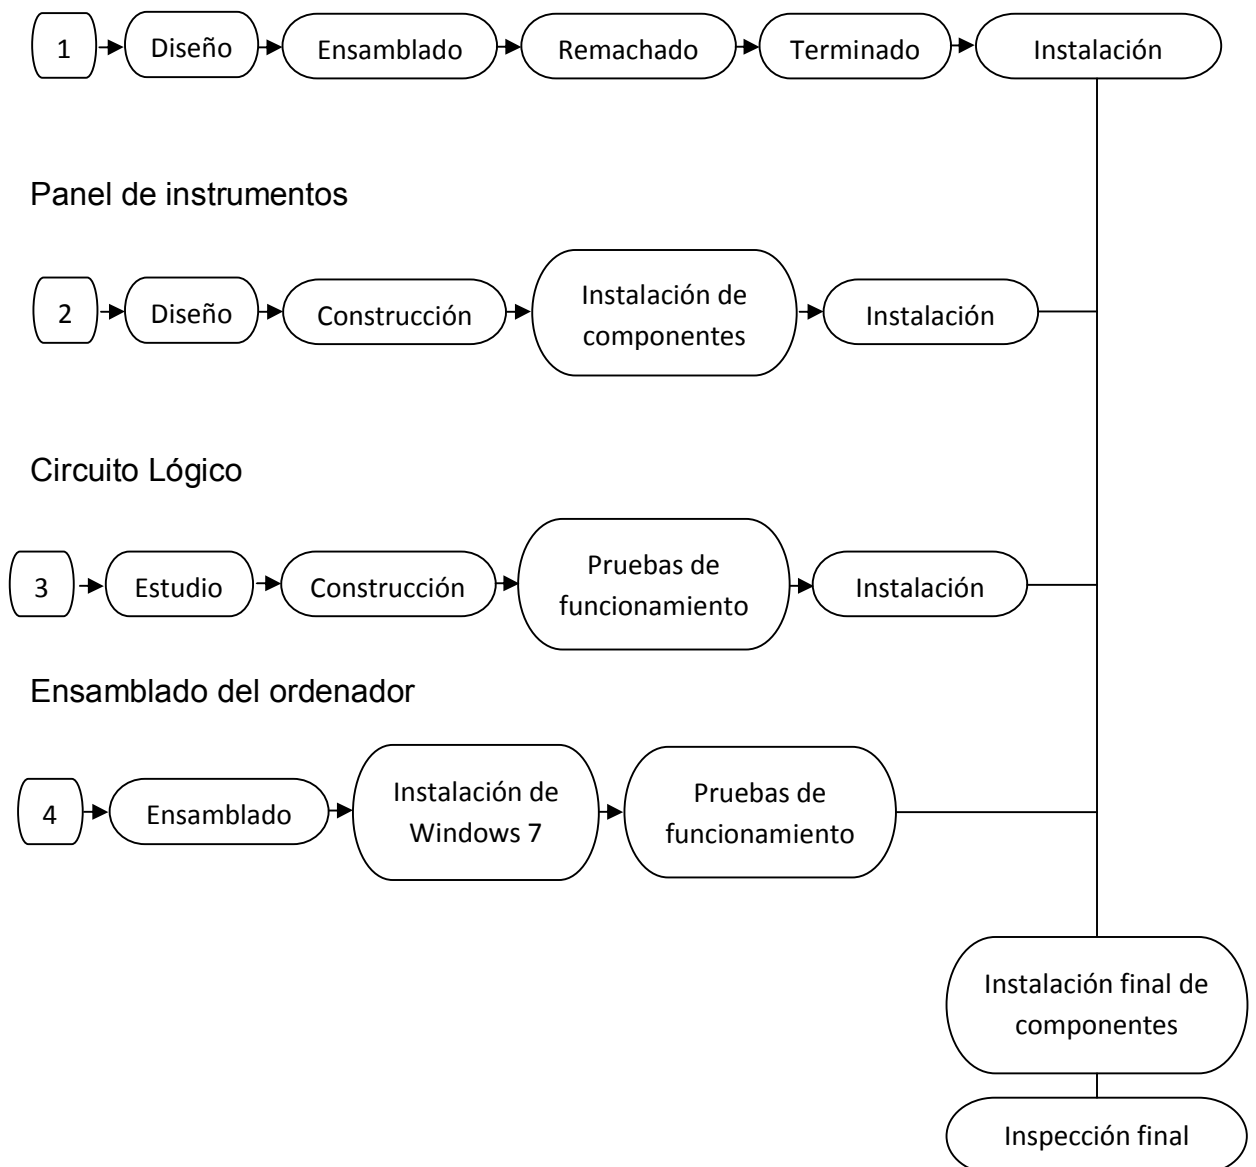 1 Diseño Ensamblado Remachado Terminado Instalación
Panel de instrumentos
2 Diseño Construcción Instalación de
componentes Instalación
Circuito Lógico
3 Estudio Construcción Pruebas de
funcionamiento Instalación
Ensamblado del ordenador
4 Ensamblado Instalación de
Windows 7 Pruebas de
funcionamiento
Instalación final de
componentes
Inspección final